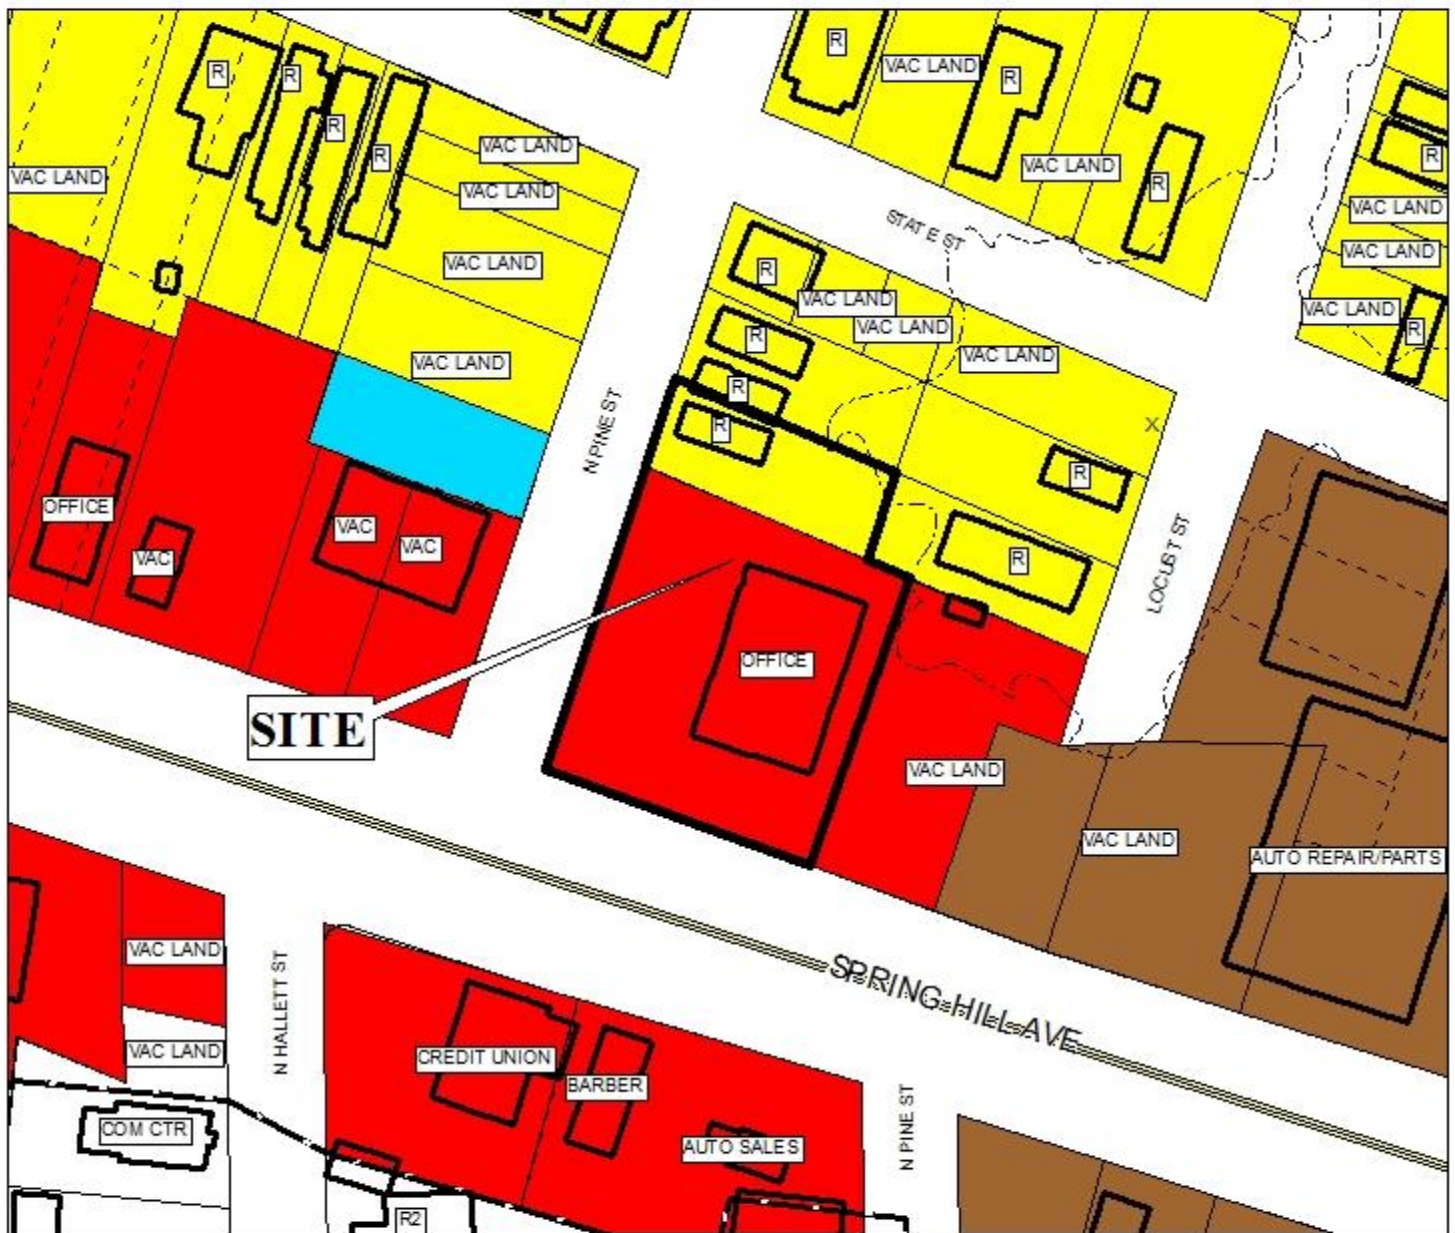 R
R
R
R
VAC LAND
VAC LAND
VAC LAND
VAC LAND
VAC LAND
R
VAC LAND
R
VAC LAND
R
R
VAC LAND
VAC LAND
VAC LAND
R
STATE ST
R
VAC LAND
VAC LAND
VAC LAND
R
R
R
X
R
R
N PINE ST
LOCUST ST
OFFICE
VAC
VAC
VAC
OFFICE
SITE
VAC LAND
VAC LAND
AUTO REPAIR/PARTS
SPRING HILL AVE
VAC LAND
VAC LAND
N HALLETT ST
CREDIT UNION
BARBER
AUTO SALES
N PINE ST
COM CTR
R2